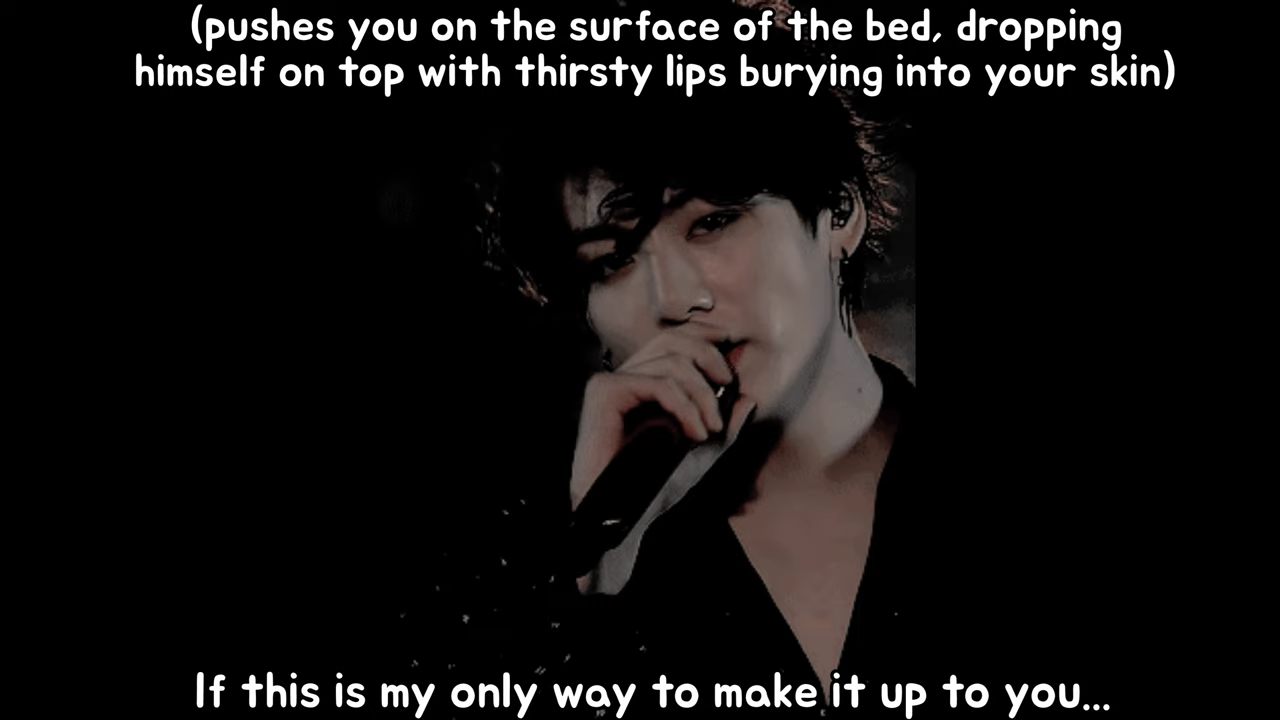 (pushes you on the surface of the bed, dropping
himself on top with thirsty lips burying into your skin)
If this is my only way to make it up to you...